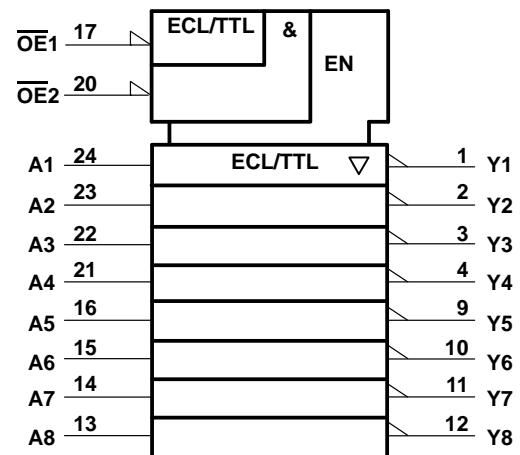 ECL/TTL & EN
O̅E̅1 17
O̅E̅2 20
ECL/TTL ▽
A1 24 1 Y1
A2 23 2 Y2
A3 22 3 Y3
A4 21 4 Y4
A5 16 9 Y5
A6 15 10 Y6
A7 14 11 Y7
A8 13 12 Y8